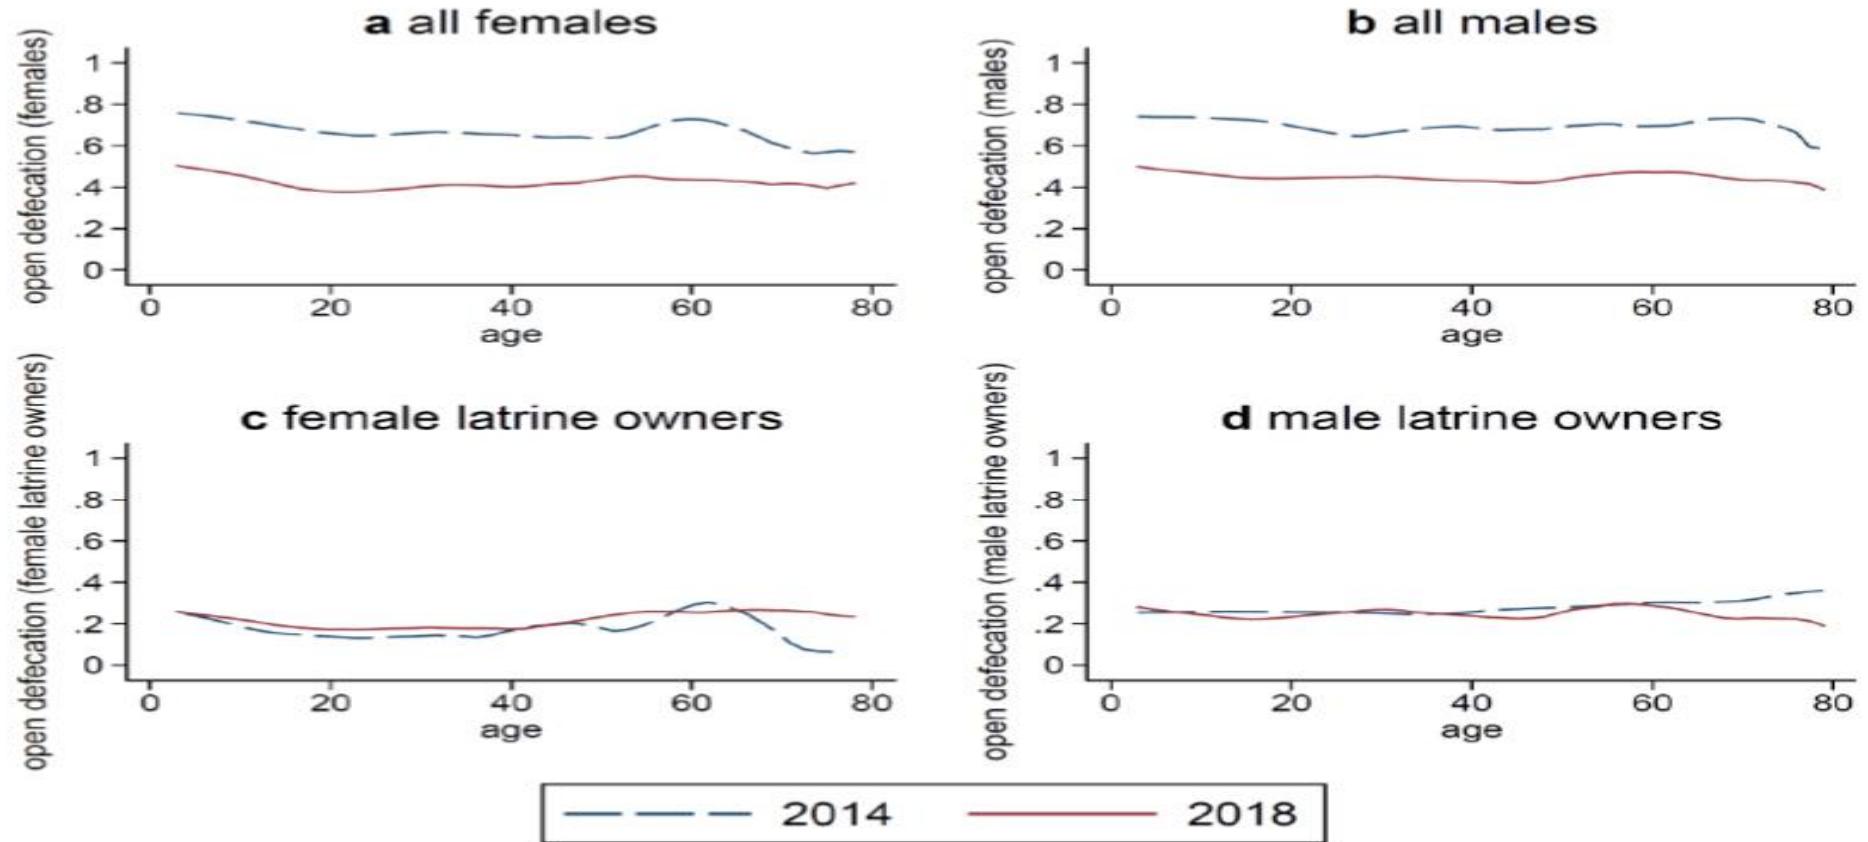 a all females
open defecation (females)
1
.8
.6
.4
.2
0
0 20 40 60 80
age
b all males
open defecation (males)
1
.8
.6
.4
.2
0
0 20 40 60 80
age
c female latrine owners
open defecation (female latrine owners)
1
.8
.6
.4
.2
0
0 20 40 60 80
age
d male latrine owners
open defecation (male latrine owners)
1
.8
.6
.4
.2
0
0 20 40 60 80
age
2014 2018